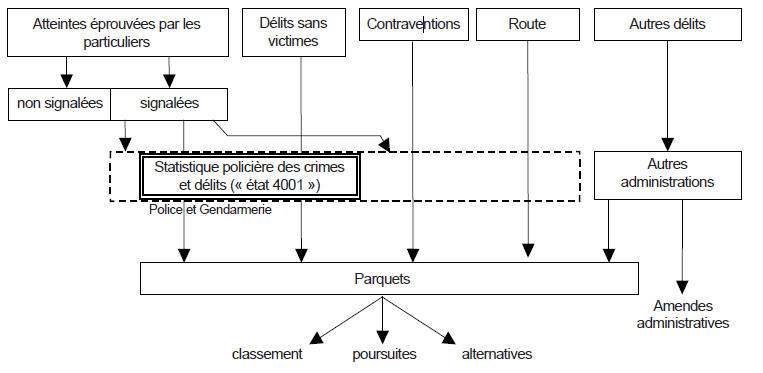 Atteintes éprouvées par les
particuliers
Délits sans
victimes
Contraventions
Route
Autres délits
non signalées
signalées
Statistique policière des crimes
et délits (« état 4001 »)
Autres
administrations
Police et Gendarmerie
Parquets
Amendes
administratives
classement
poursuites
alternatives